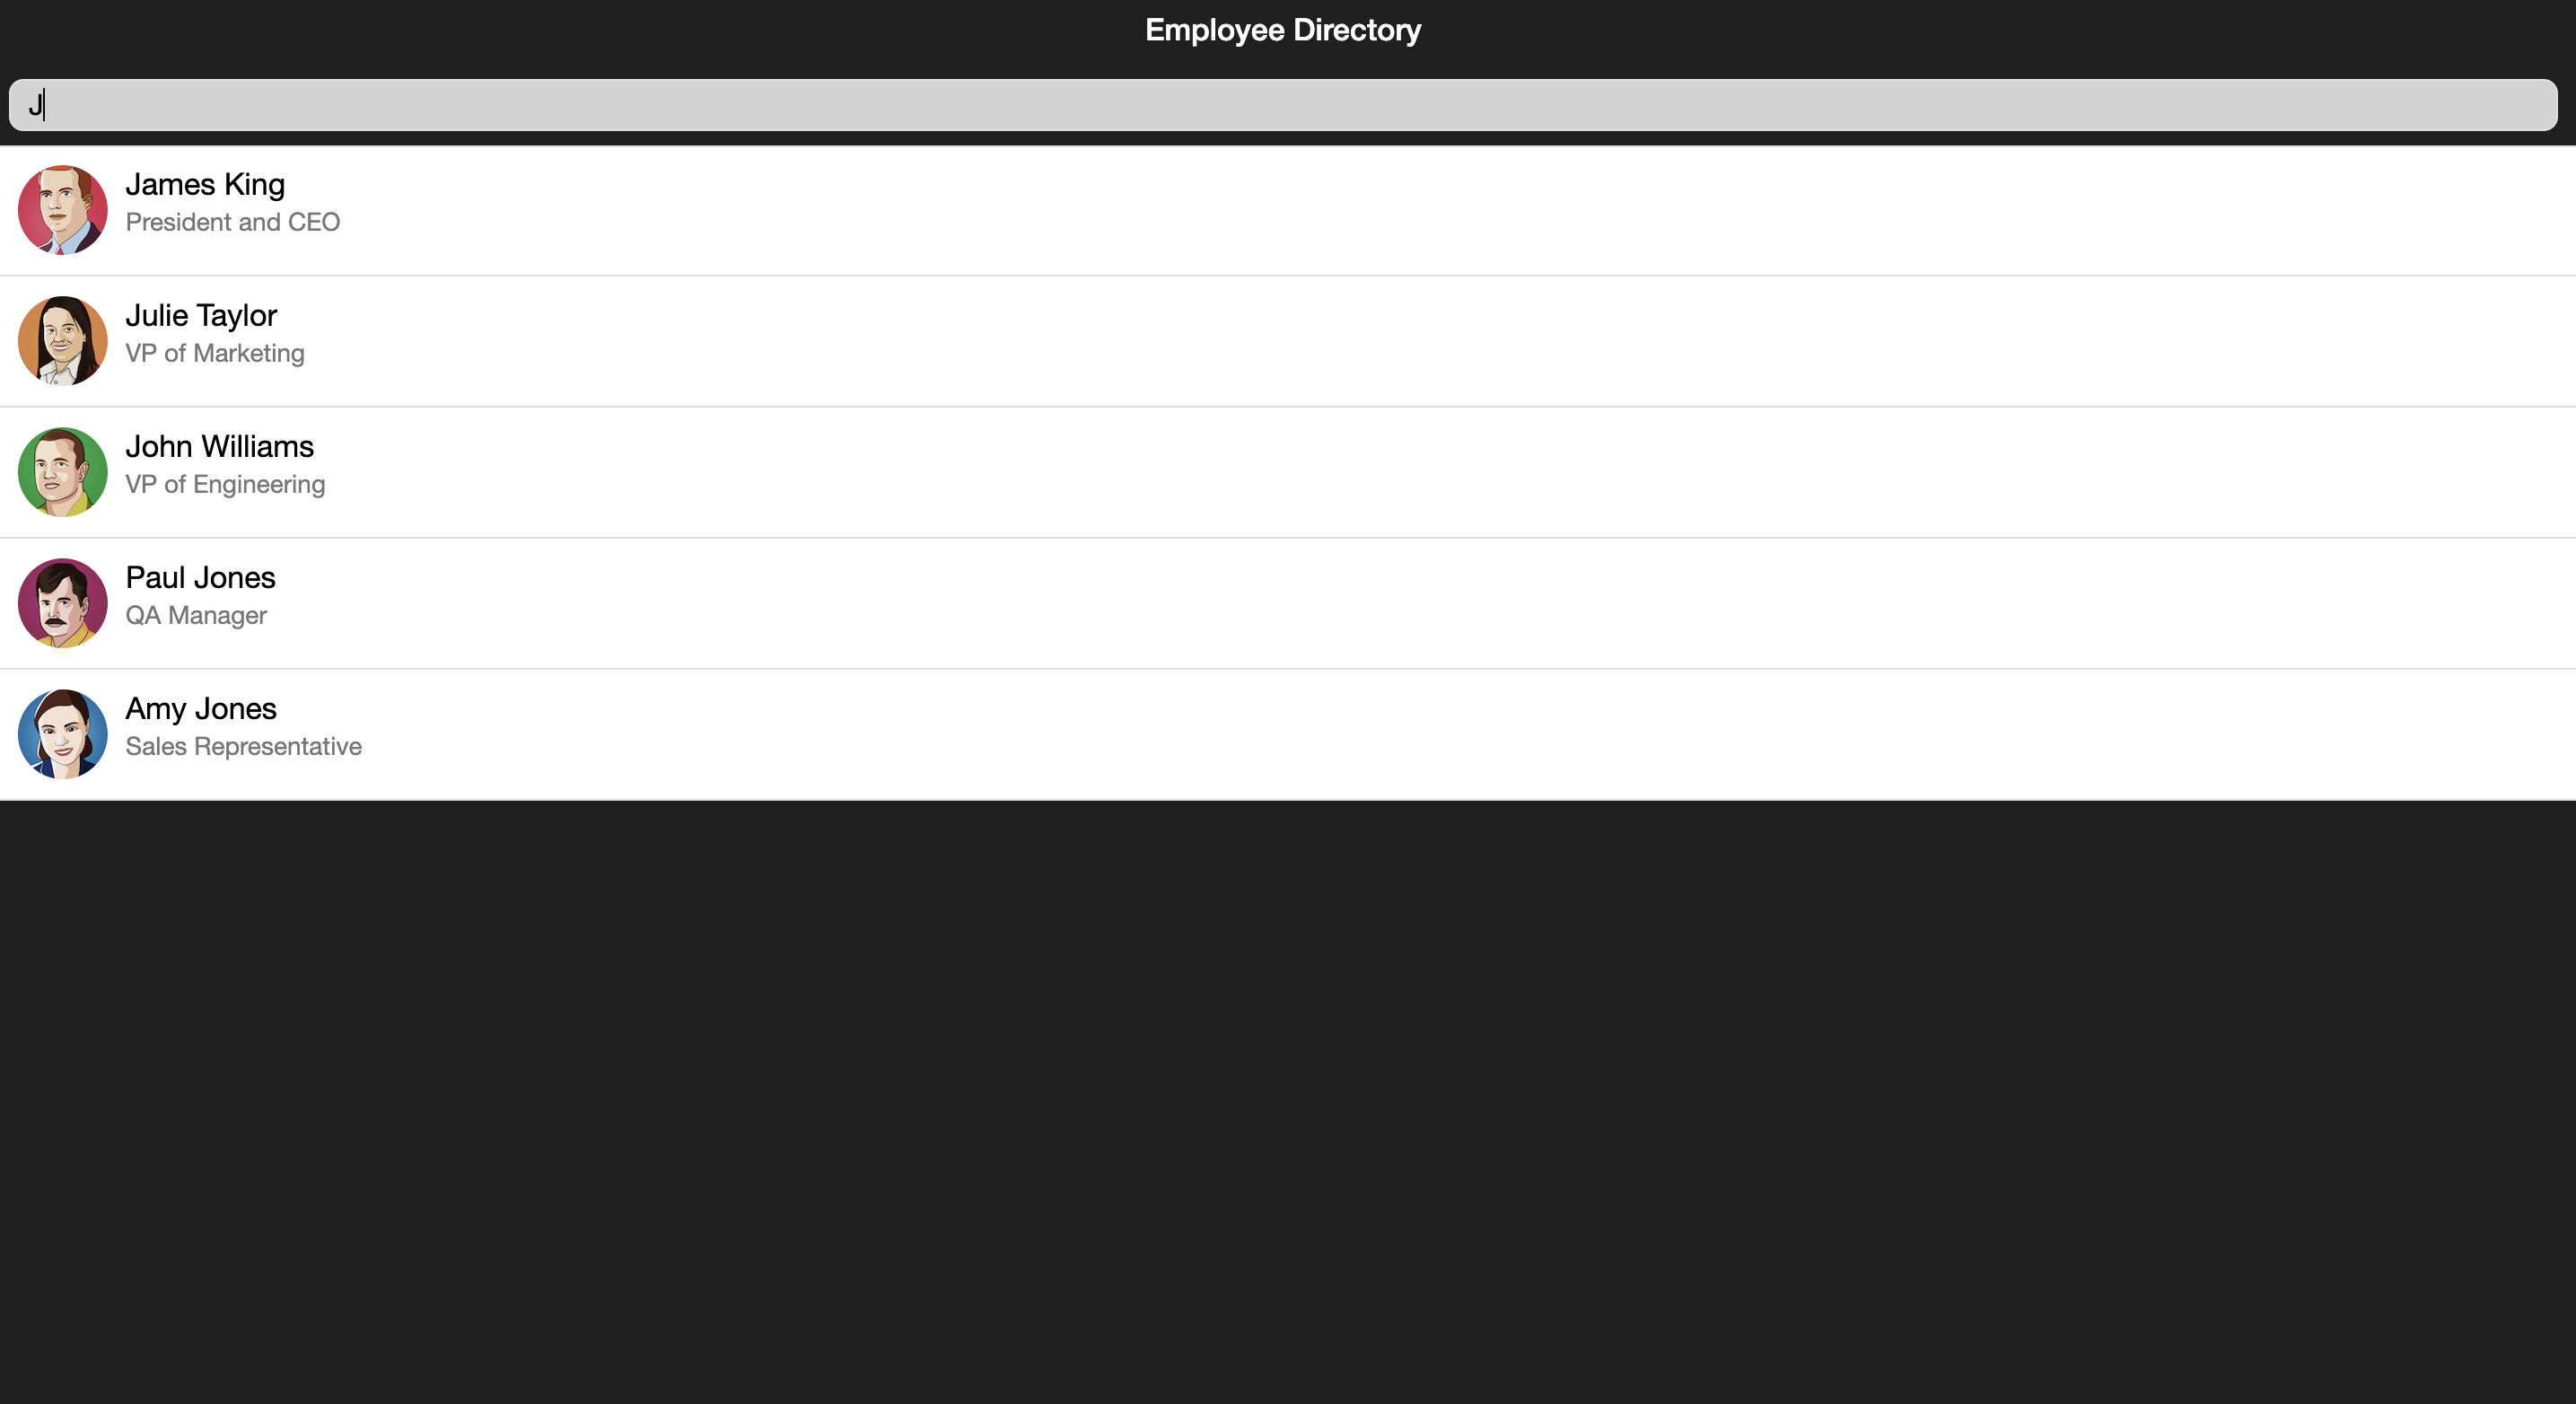 Employee Directory
J
James King
President and CEO
Julie Taylor
VP of Marketing
John Williams
VP of Engineering
Paul Jones
QA Manager
Amy Jones
Sales Representative